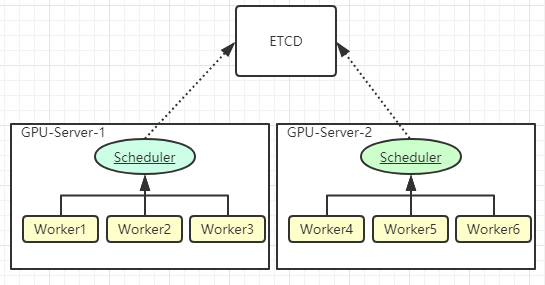 ETCD
GPU-Server-1
Scheduler
Worker1
Worker2
Worker3
GPU-Server-2
Scheduler
Worker4
Worker5
Worker6